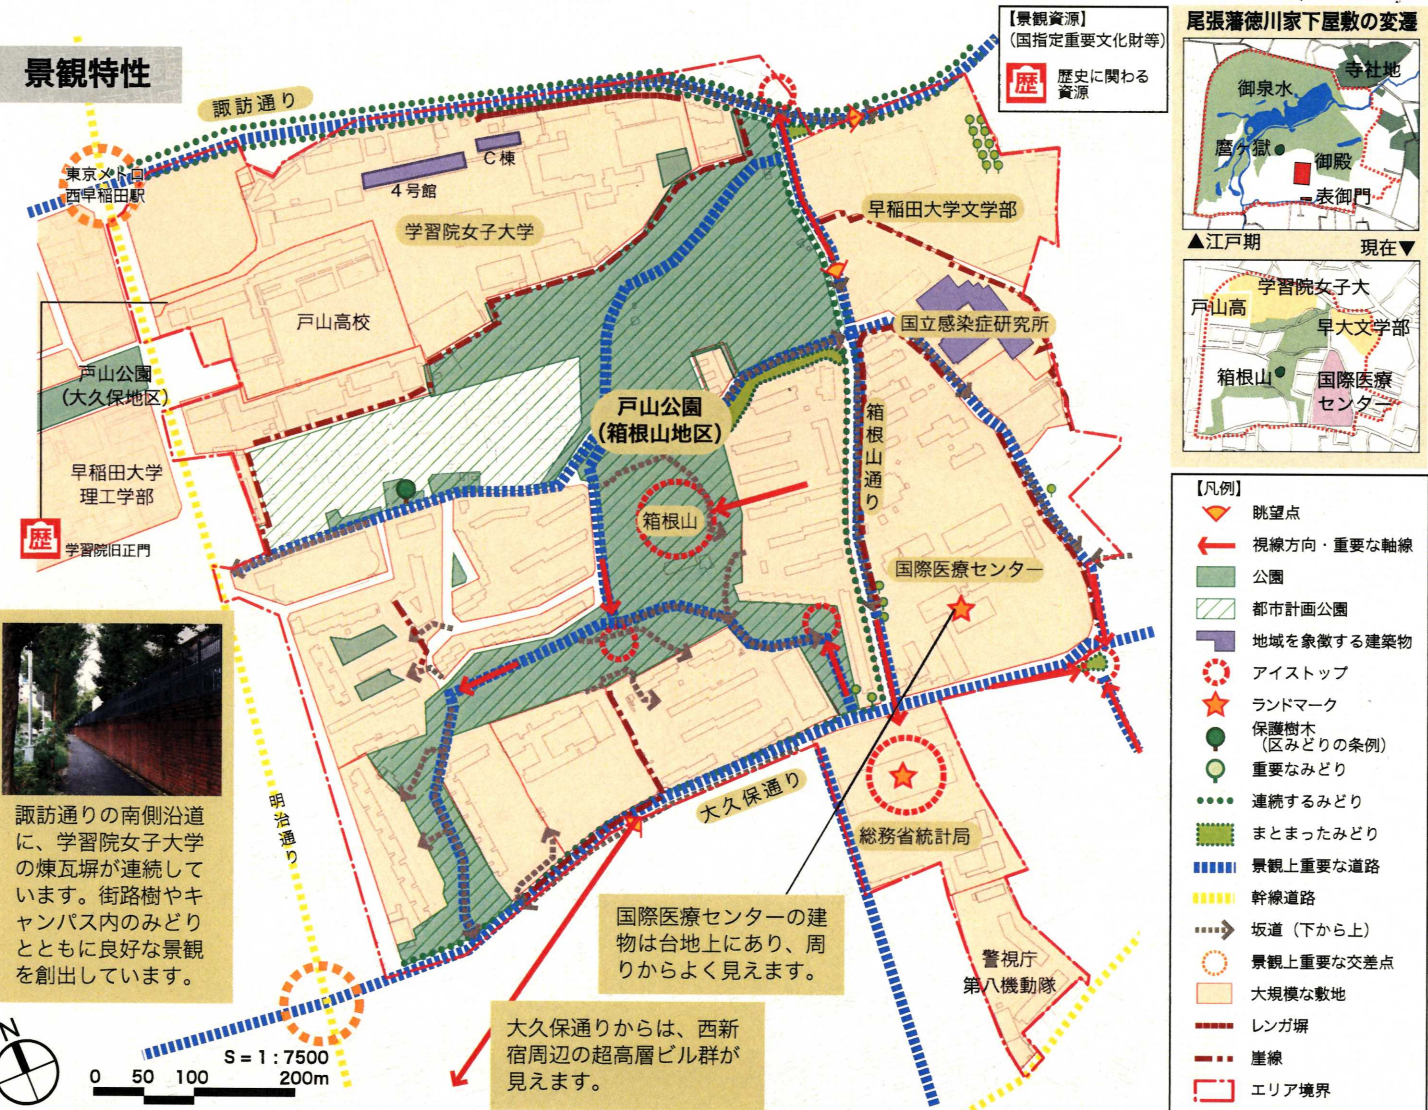 景観特性
【景観資源】
(国指定重要文化財等)
歴
歴史に関わる
資源
尾張藩徳川家下屋敷の変遷
寺社地
御泉水
麿ヶ嶽
御殿
表御門
▲江戸期
現在▼
学習院女子大
戸山高
早大文学部
箱根山
国際医療
センター
諏訪通り
東京メトロ
西早稲田駅
C棟
4号館
学習院女子大学
早稲田大学文学部
戸山高校
国立感染症研究所
戸山公園
(大久保地区)
戸山公園
(箱根山地区)
箱根山通り
早稲田大学
理工学部
箱根山
歴
学習院旧正門
国際医療センター
明治通り
大久保通り
総務省統計局
警視庁
第八機動隊
諏訪通りの南側沿道
に、学習院女子大学
の煉瓦塀が連続して
います。街路樹やキ
ャンパス内のみどり
とともに良好な景観
を創出しています。
国際医療センターの建
物は台地上にあり、周
りからよく見えます。
大久保通りからは、西新
宿周辺の超高層ビル群が
見えます。
N
S = 1 : 7500
0 50 100 200m
【凡例】
眺望点
視線方向・重要な軸線
公園
都市計画公園
地域を象徴する建築物
アイストップ
ランドマーク
保護樹木
(区みどりの条例)
重要なみどり
連続するみどり
まとまったみどり
景観上重要な道路
幹線道路
坂道(下から上)
景観上重要な交差点
大規模な敷地
レンガ塀
崖線
エリア境界